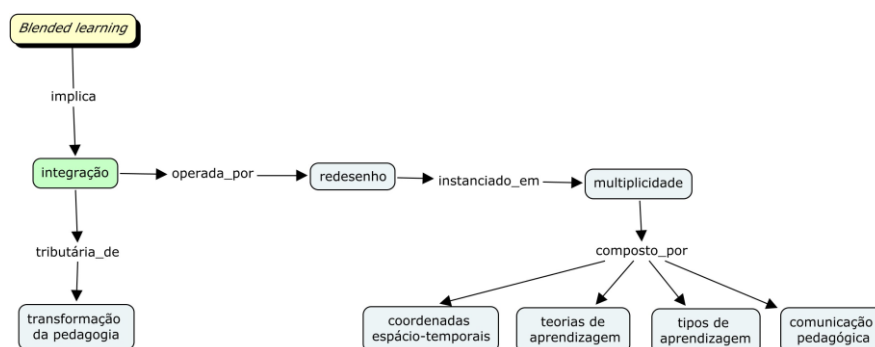 Blended learning
implica
integração
operada_por
redesenho
instanciado_em
multiplicidade
tributária_de
composto_por
transformação
da pedagogia
coordenadas
espácio-temporais
teorias de
aprendizagem
tipos de
aprendizagem
comunicação
pedagógica